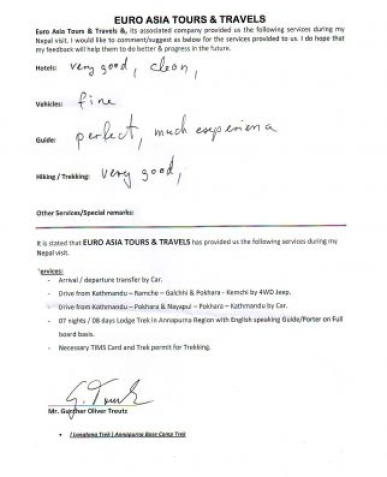 EURO ASIA TOURS & TRAVELS
Euro Asia Tours & Travels &, its associated company provided us the following services during my
Nepal visit. I would like to comment/suggest as below for the services provided to us. I do hope that
my feedback will help them to do better & progress in the future.
Hotels: very good, clean,
Vehicles: fine
Guide: perfect, much experiena
Hiking / Trekking: very good,
Other Services/Special remarks:
It is stated that EURO ASIA TOURS & TRAVELS has provided us the following services during my
Nepal visit.
Services:
- Arrival / departure transfer by Car.
- Drive from Kathmandu – Ramche – Galchhi & Pokhara - Kemchi by 4WD Jeep.
- Drive from Kathmandu – Pokhara & Nayapul – Pokhara – Kathmandu by Car.
- 07 nights / 08 days Lodge Trek in Annapurna Region with English speaking Guide/Porter on Full
board basis.
- Necessary TIMS Card and Trek permit for Trekking.
G. Treutz
Mr. Gunther Oliver Treutz
• ( Langtang Trek) Annapurna Base Camp Trek